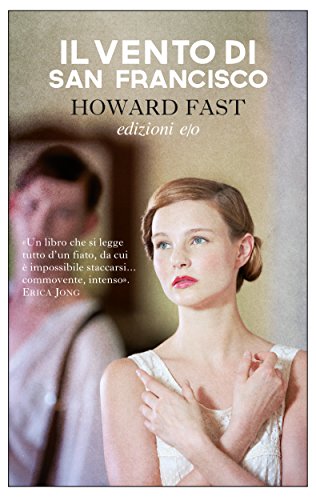 IL VENTO DI
SAN FRANCISCO
HOWARD FAST
edizioni e/o
«Un libro che si legge
tutto d'un fiato, da cui
è impossibile staccarsi...
commovente, intenso».
ERICA JONG